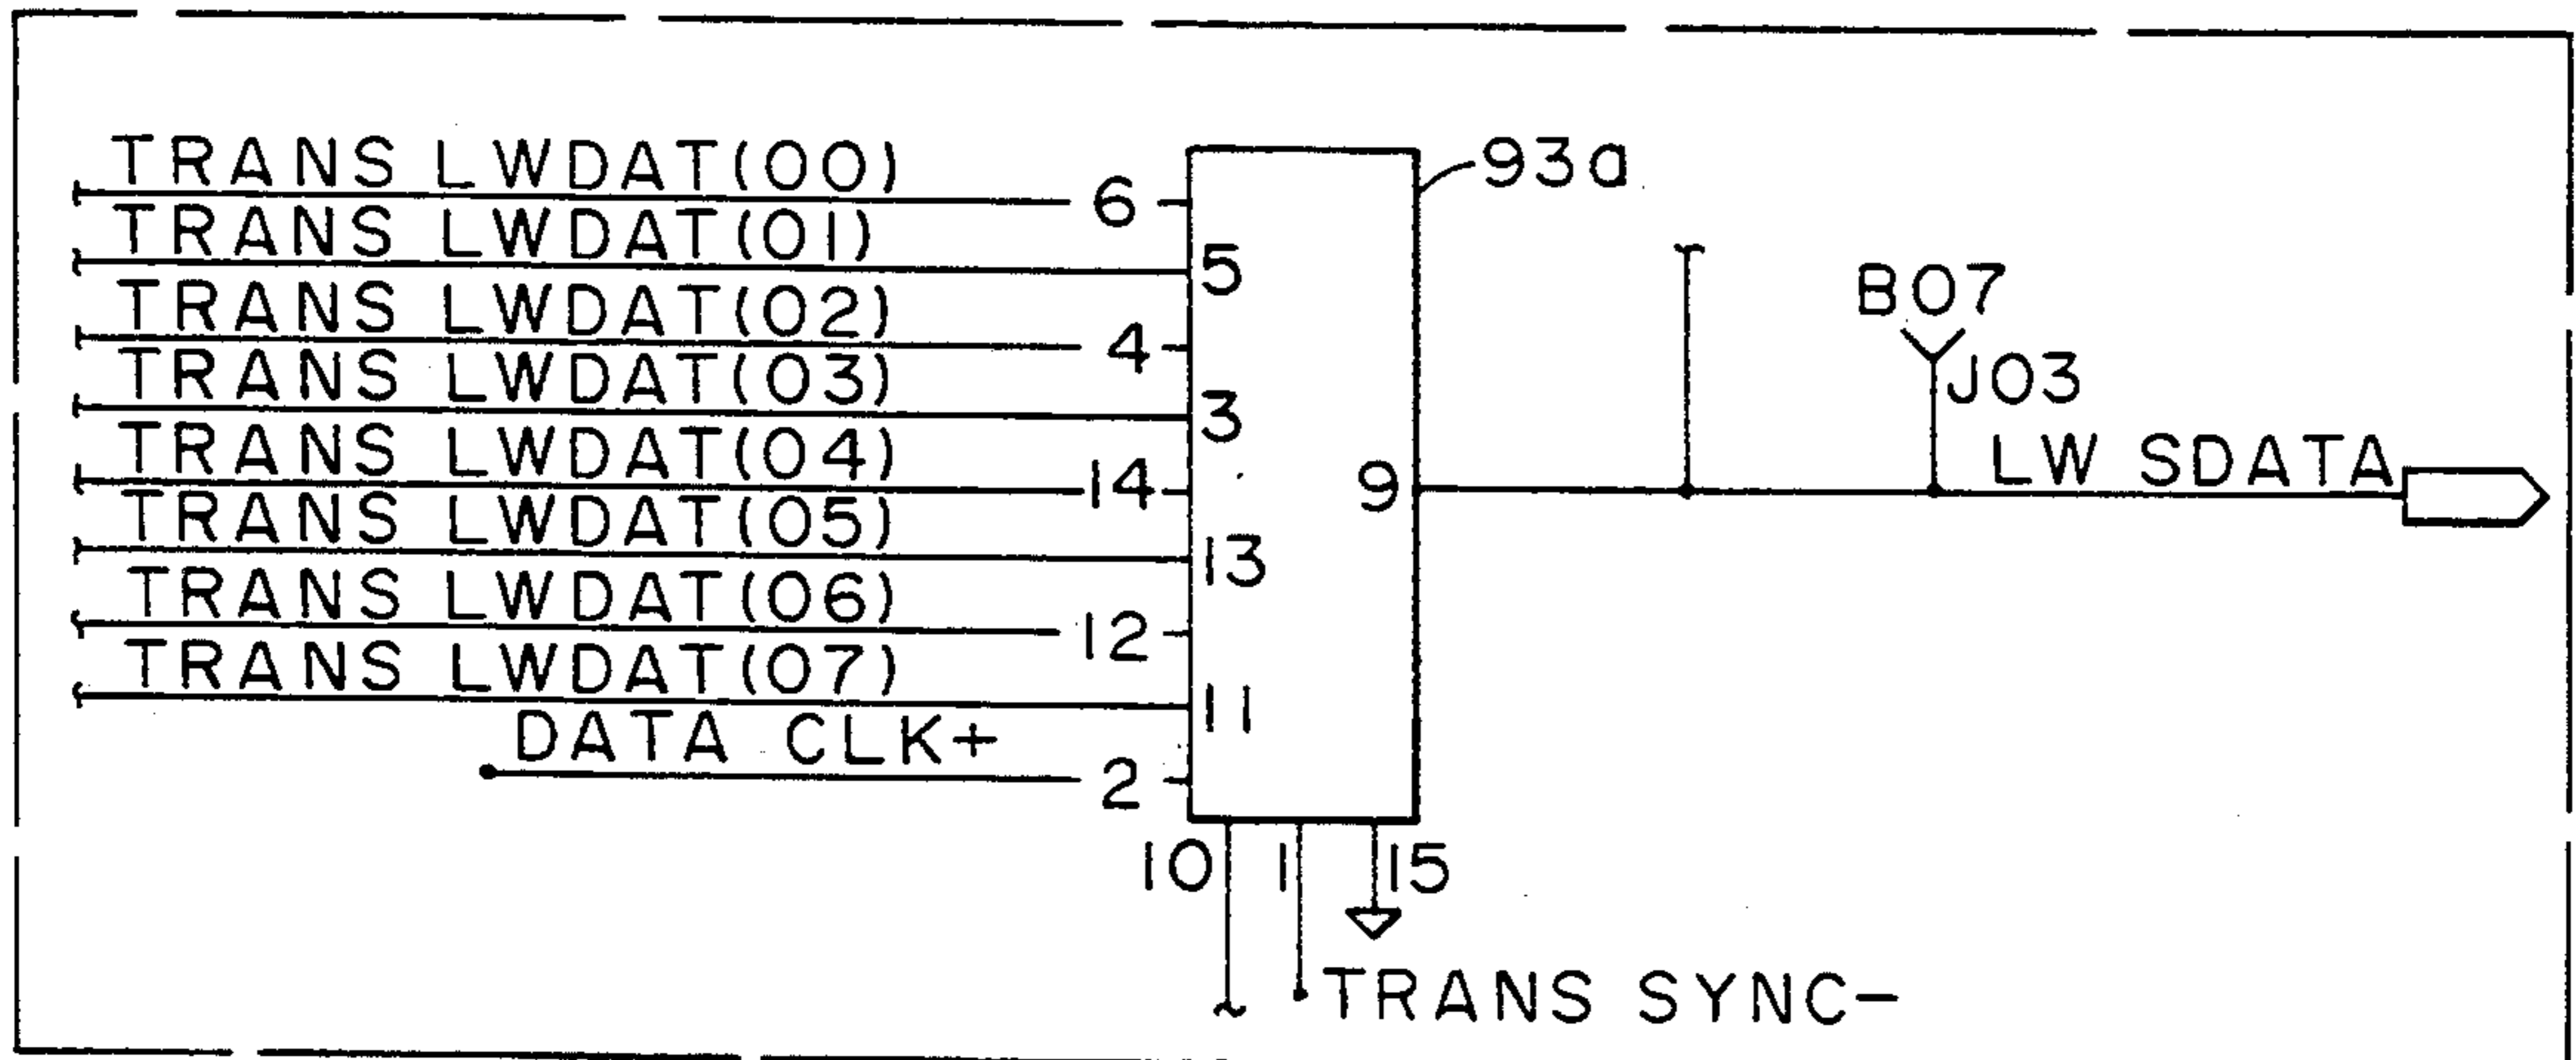 TRANS LWDAT(00)
6
93a
TRANS LWDAT(01)
5
TRANS LWDAT(02)
4
B07
TRANS LWDAT(03)
3
J03
TRANS LWDAT(04)
14
9
LW SDATA
TRANS LWDAT(05)
13
TRANS LWDAT(06)
12
TRANS LWDAT(07)
11
DATA CLK+
2
10
1
15
TRANS SYNC-